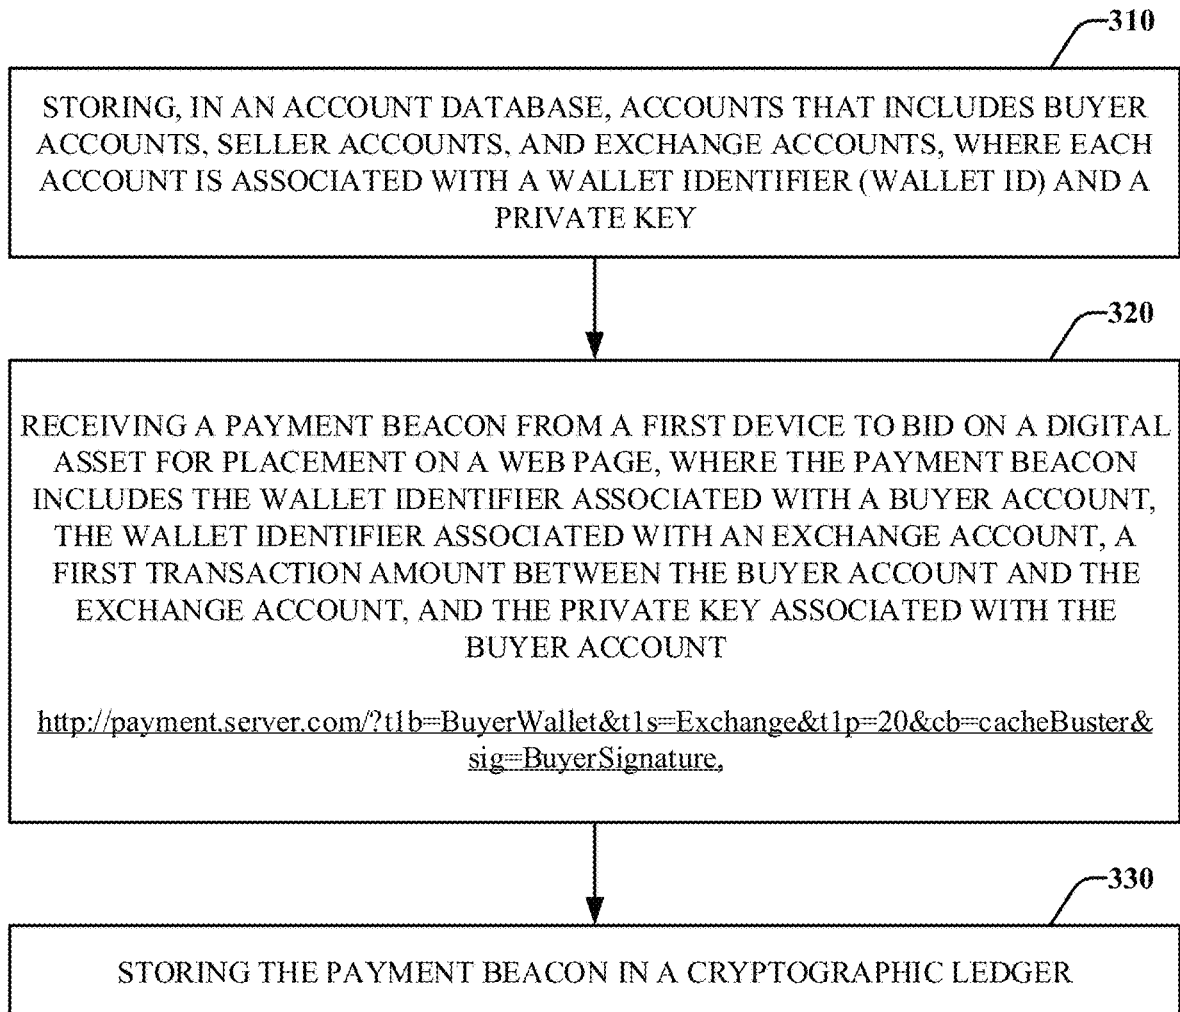 310
STORING, IN AN ACCOUNT DATABASE, ACCOUNTS THAT INCLUDES BUYER
ACCOUNTS, SELLER ACCOUNTS, AND EXCHANGE ACCOUNTS, WHERE EACH
ACCOUNT IS ASSOCIATED WITH A WALLET IDENTIFIER (WALLET ID) AND A
PRIVATE KEY
320
RECEIVING A PAYMENT BEACON FROM A FIRST DEVICE TO BID ON A DIGITAL
ASSET FOR PLACEMENT ON A WEB PAGE, WHERE THE PAYMENT BEACON
INCLUDES THE WALLET IDENTIFIER ASSOCIATED WITH A BUYER ACCOUNT,
THE WALLET IDENTIFIER ASSOCIATED WITH AN EXCHANGE ACCOUNT, A
FIRST TRANSACTION AMOUNT BETWEEN THE BUYER ACCOUNT AND THE
EXCHANGE ACCOUNT, AND THE PRIVATE KEY ASSOCIATED WITH THE
BUYER ACCOUNT
http://payment.server.com/?t1b=BuyerWallet&t1s=Exchange&t1p=20&cb=cacheBuster&
sig=BuyerSignature,
330
STORING THE PAYMENT BEACON IN A CRYPTOGRAPHIC LEDGER